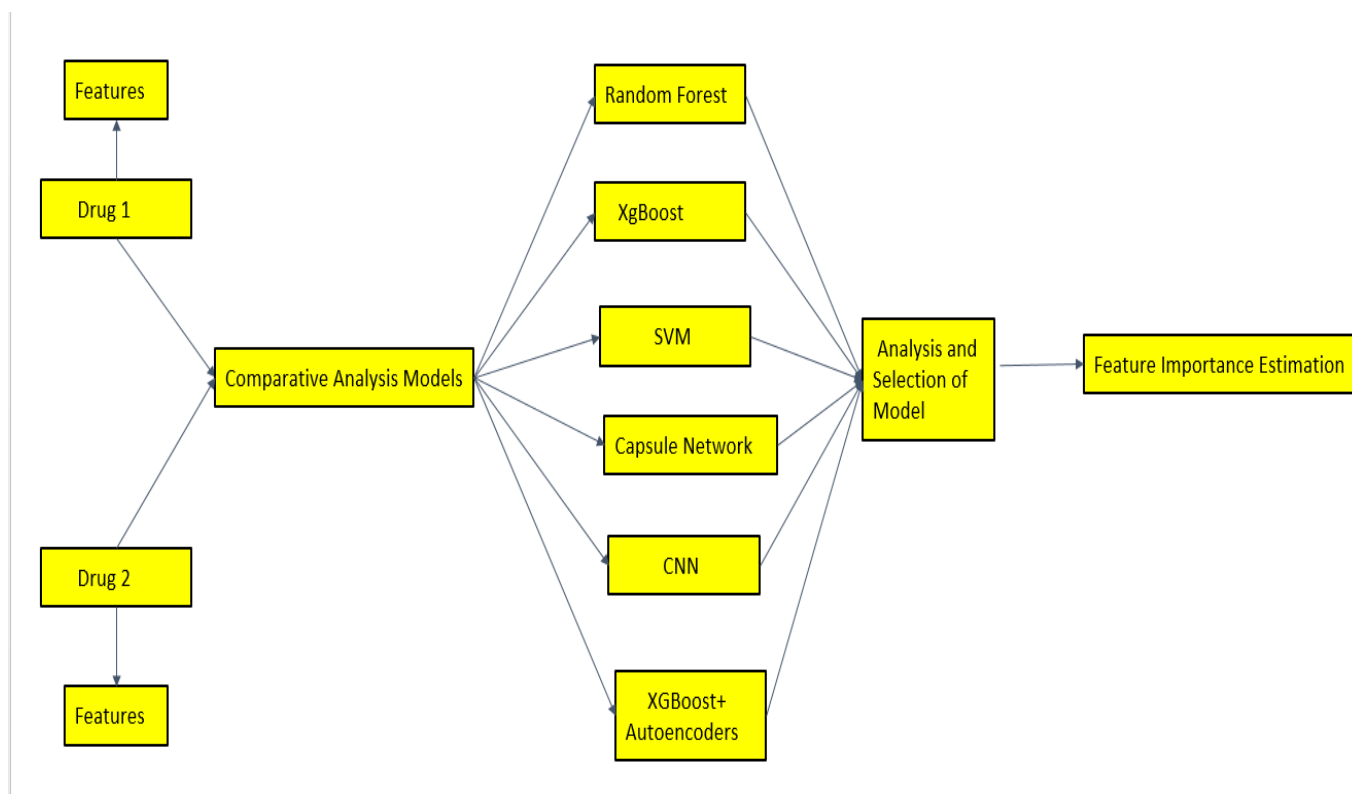 Features
Drug 1
Comparative Analysis Models
Drug 2
Features
Random Forest
XgBoost
SVM
Capsule Network
CNN
XGBoost+
Autoencoders
Analysis and
Selection of
Model
Feature Importance Estimation